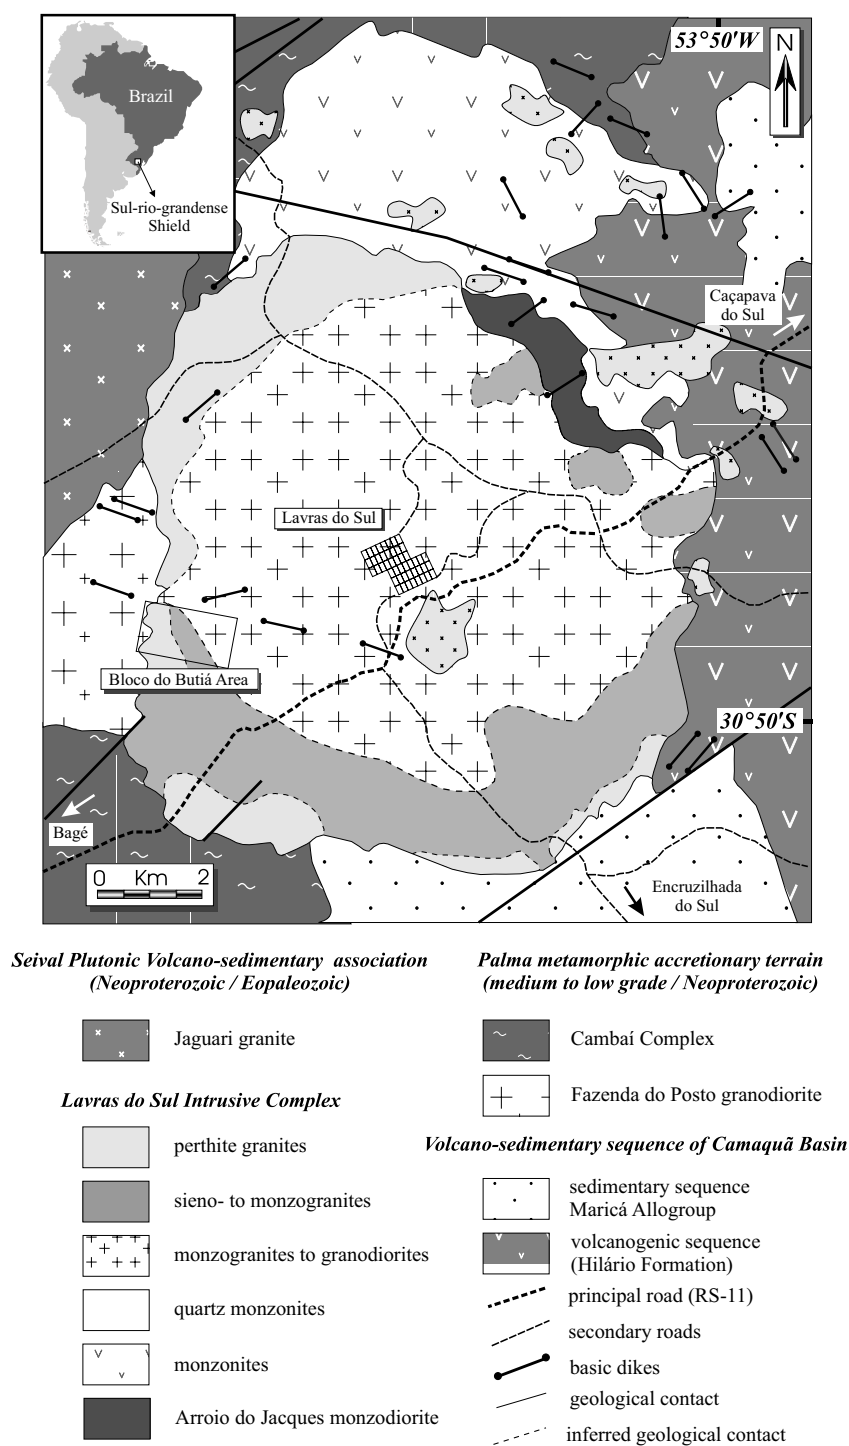 53°50'W
N
Brazil
Sul-rio-grandense
Shield
Caçapava
do Sul
Lavras do Sul
Bloco do Butiá Area
30°50'S
Bagé
0 Km 2
Encruzilhada
do Sul
Seival Plutonic Volcano-sedimentary association
(Neoproterozoic / Eopaleozoic)
Jaguari granite
Lavras do Sul Intrusive Complex
perthite granites
sieno- to monzogranites
monzogranites to granodiorites
quartz monzonites
monzonites
Arroio do Jacques monzodiorite
Palma metamorphic accretionary terrain
(medium to low grade / Neoproterozoic)
Cambaí Complex
Fazenda do Posto granodiorite
Volcano-sedimentary sequence of Camaquã Basin
sedimentary sequence
Maricá Allogroup
volcanogenic sequence
(Hilário Formation)
principal road (RS-11)
secondary roads
basic dikes
geological contact
inferred geological contact